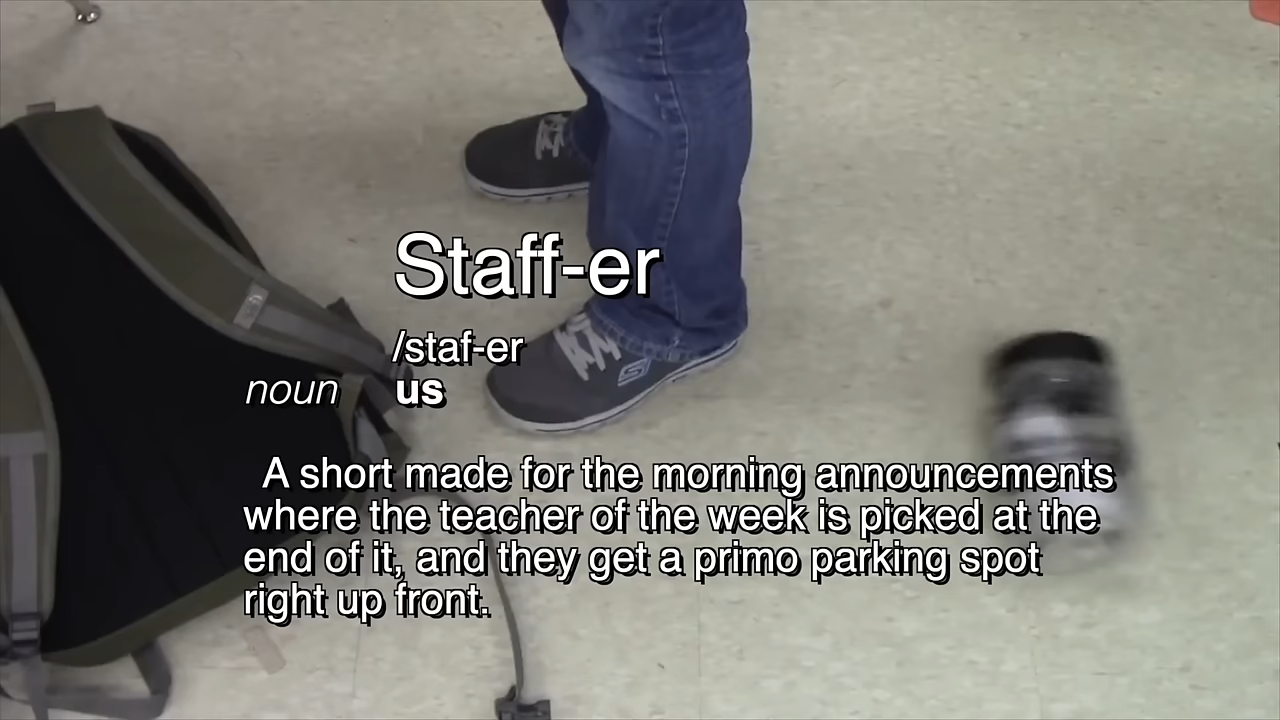 Staff-er
/staf-er
noun us
A short made for the morning announcements
where the teacher of the week is picked at the
end of it, and they get a primo parking spot
right up front.